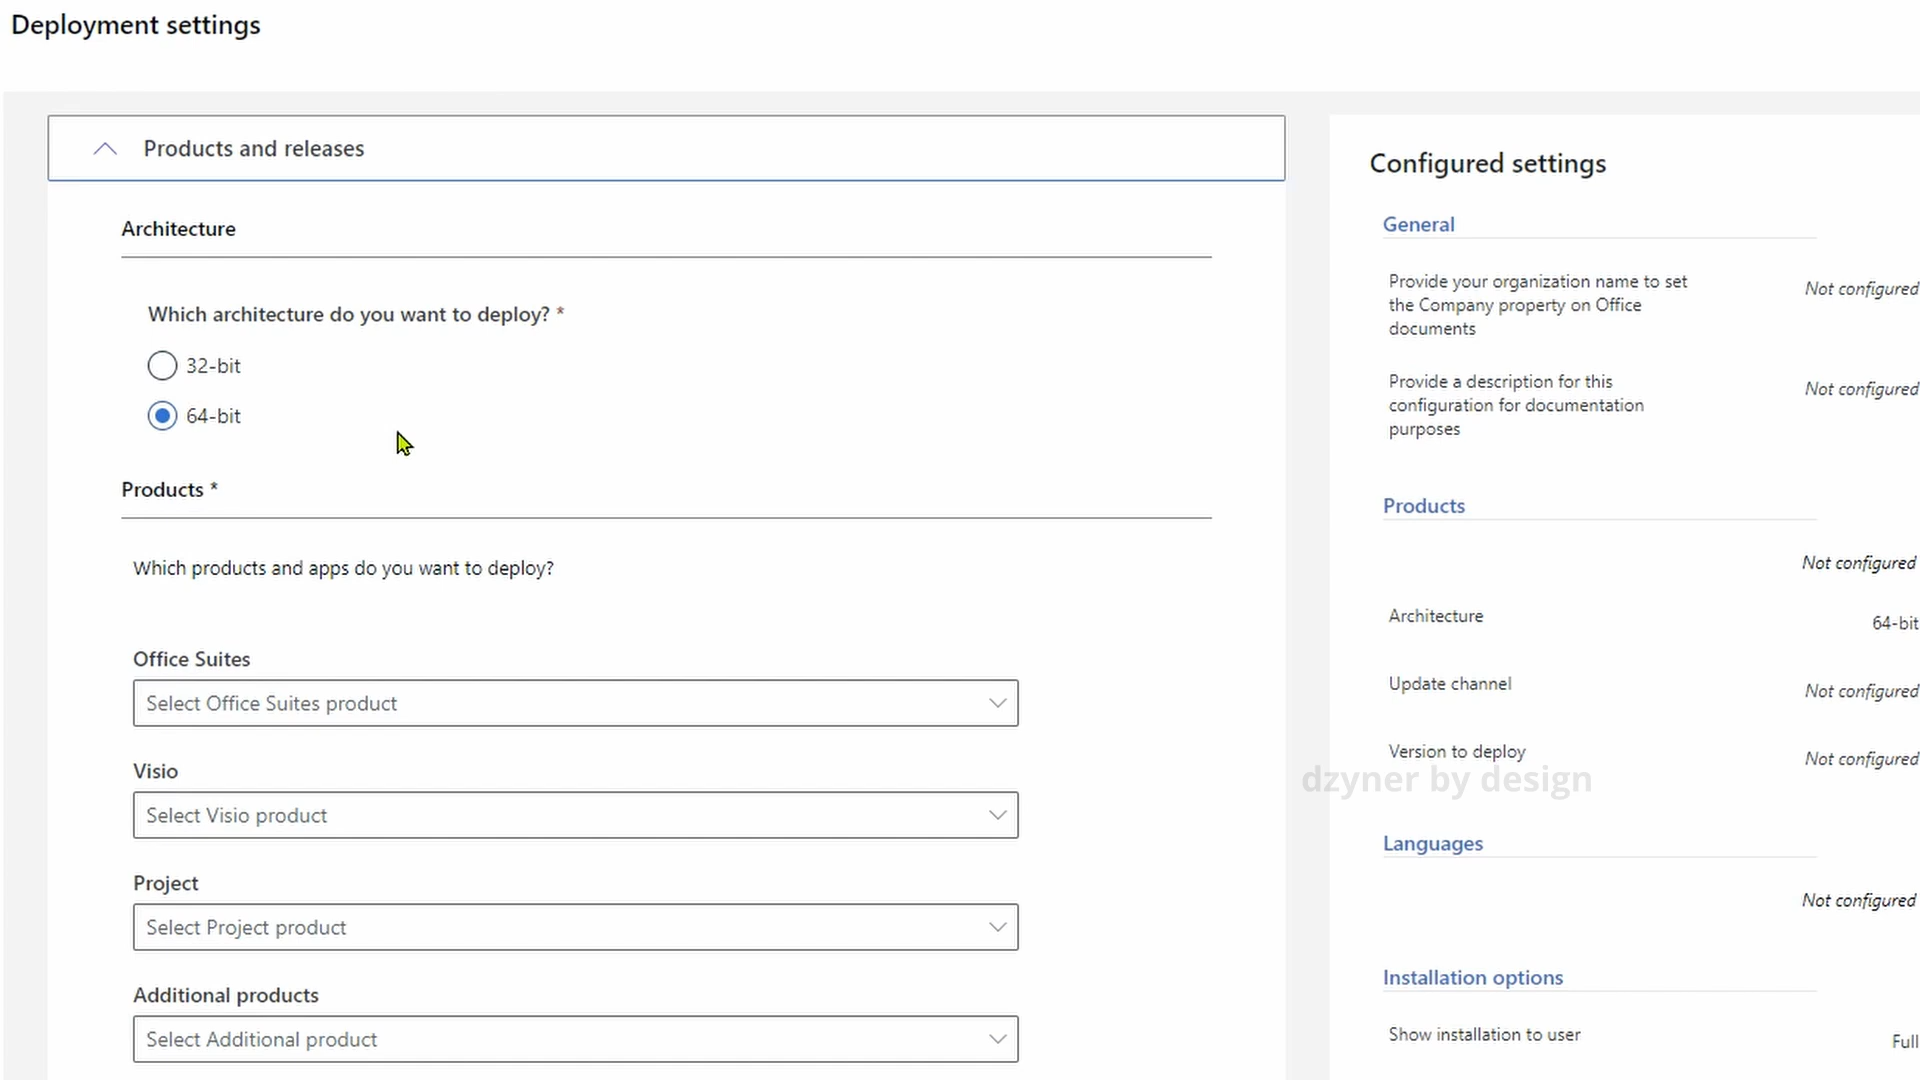 Deployment settings
Products and releases
Architecture
Which architecture do you want to deploy? *
32-bit
64-bit
Products *
Which products and apps do you want to deploy?
Office Suites
Select Office Suites product
Visio
Select Visio product
Project
Select Project product
Additional products
Select Additional product
Configured settings
General
Provide your organization name to set
the Company property on Office
documents
Not configured
Provide a description for this
configuration for documentation
purposes
Not configured
Products
Not configured
Architecture
64-bit
Update channel
Not configured
Version to deploy
Not configured
dzyner by design
Languages
Not configured
Installation options
Show installation to user
Full